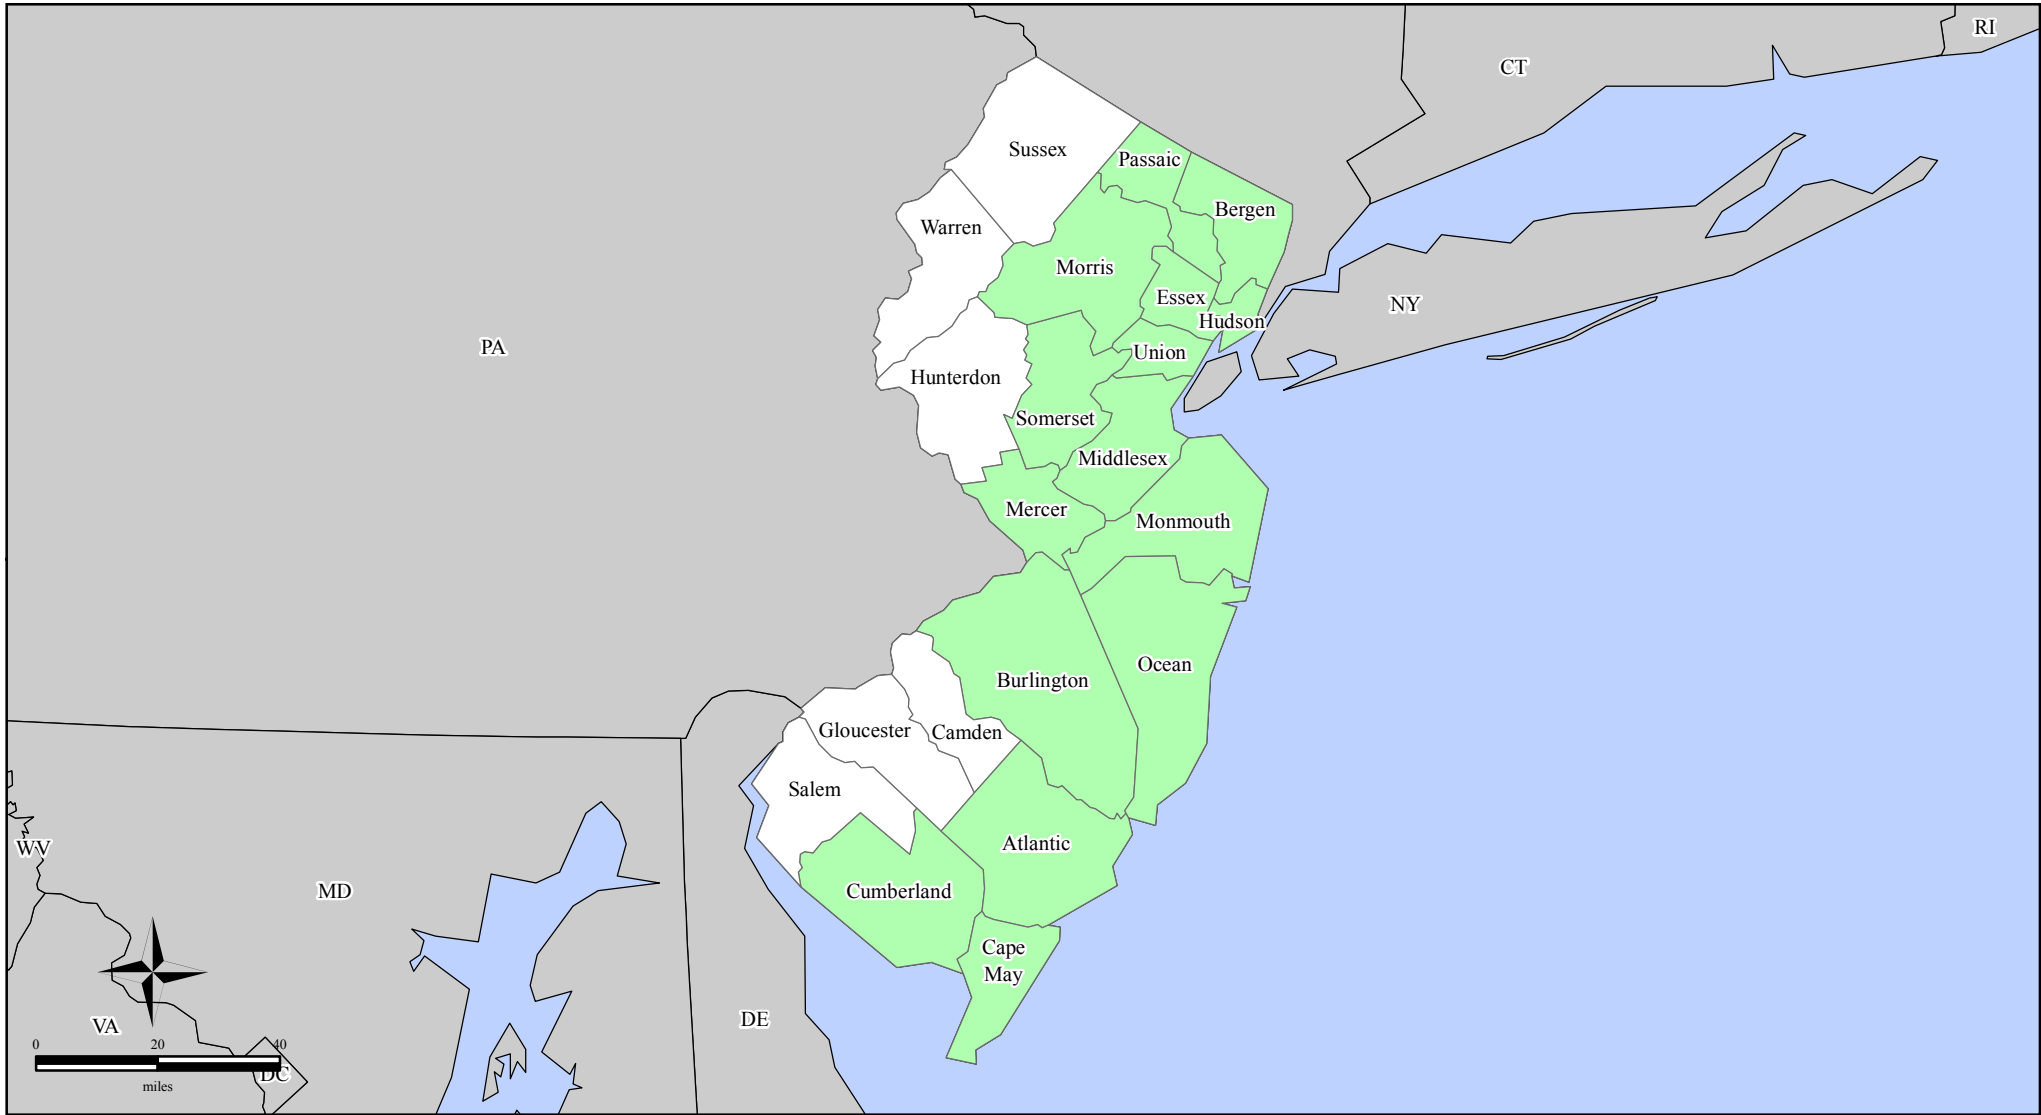 RI
CT
Sussex
Passaic
Bergen
Warren
Morris
Essex
NY
Hudson
PA
Union
Hunterdon
Somerset
Middlesex
Mercer
Monmouth
Ocean
Burlington
Gloucester
Camden
Salem
Atlantic
WV
MD
Cumberland
Cape
May
DE
VA
0 20 40
DC
miles